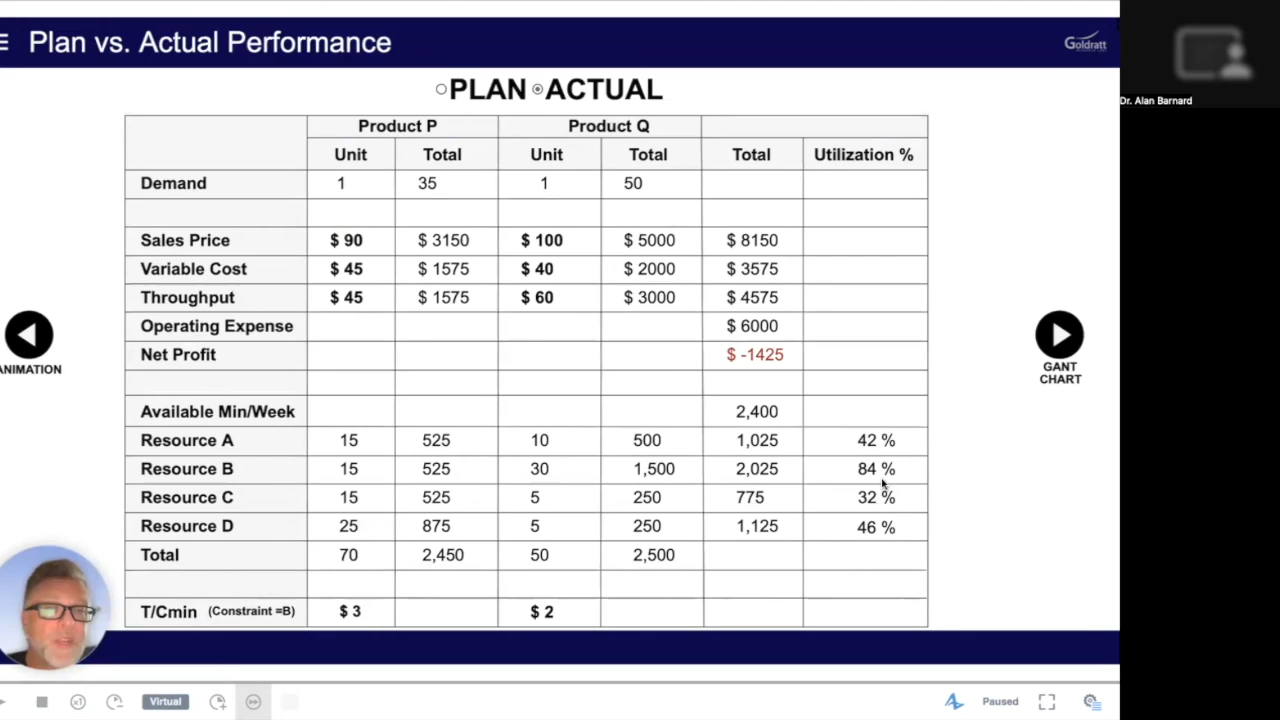 Plan vs. Actual Performance
Goldratt
PLAN ACTUAL
Product P Product Q
Unit Total Unit Total Total Utilization %
Demand 1 35 1 50
Sales Price $ 90 $ 3150 $ 100 $ 5000 $ 8150
Variable Cost $ 45 $ 1575 $ 40 $ 2000 $ 3575
Throughput $ 45 $ 1575 $ 60 $ 3000 $ 4575
Operating Expense $ 6000
Net Profit $ -1425
Available Min/Week 2,400
Resource A 15 525 10 500 1,025 42 %
Resource B 15 525 30 1,500 2,025 84 %
Resource C 15 525 5 250 775 32 %
Resource D 25 875 5 250 1,125 46 %
Total 70 2,450 50 2,500
T/Cmin (Constraint =B) $ 3 $ 2
ANIMATION
GANT
CHART
Dr. Alan Barnard
x1
Virtual
Paused